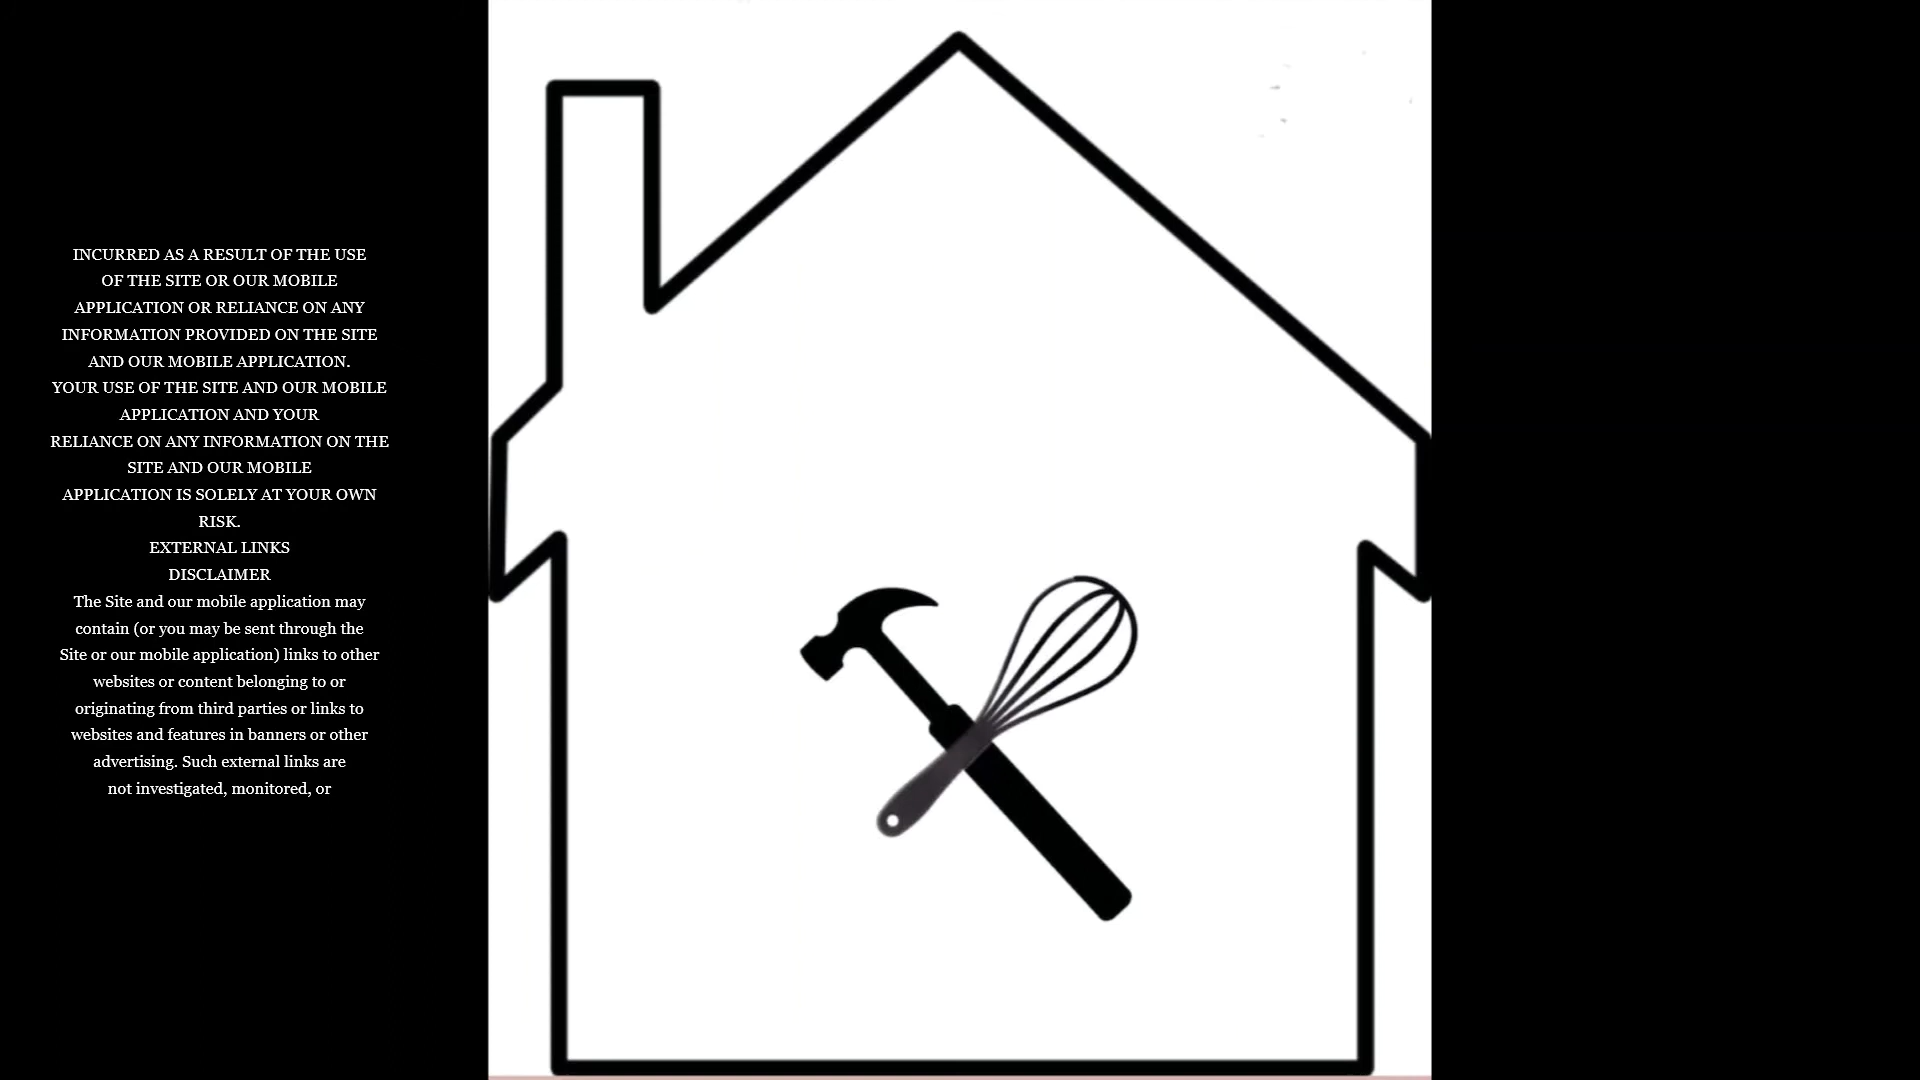 INCURRED AS A RESULT OF THE USE
OF THE SITE OR OUR MOBILE
APPLICATION OR RELIANCE ON ANY
INFORMATION PROVIDED ON THE SITE
AND OUR MOBILE APPLICATION.
YOUR USE OF THE SITE AND OUR MOBILE
APPLICATION AND YOUR
RELIANCE ON ANY INFORMATION ON THE
SITE AND OUR MOBILE
APPLICATION IS SOLELY AT YOUR OWN
RISK.
EXTERNAL LINKS
DISCLAIMER
The Site and our mobile application may
contain (or you may be sent through the
Site or our mobile application) links to other
websites or content belonging to or
originating from third parties or links to
websites and features in banners or other
advertising. Such external links are
not investigated, monitored, or